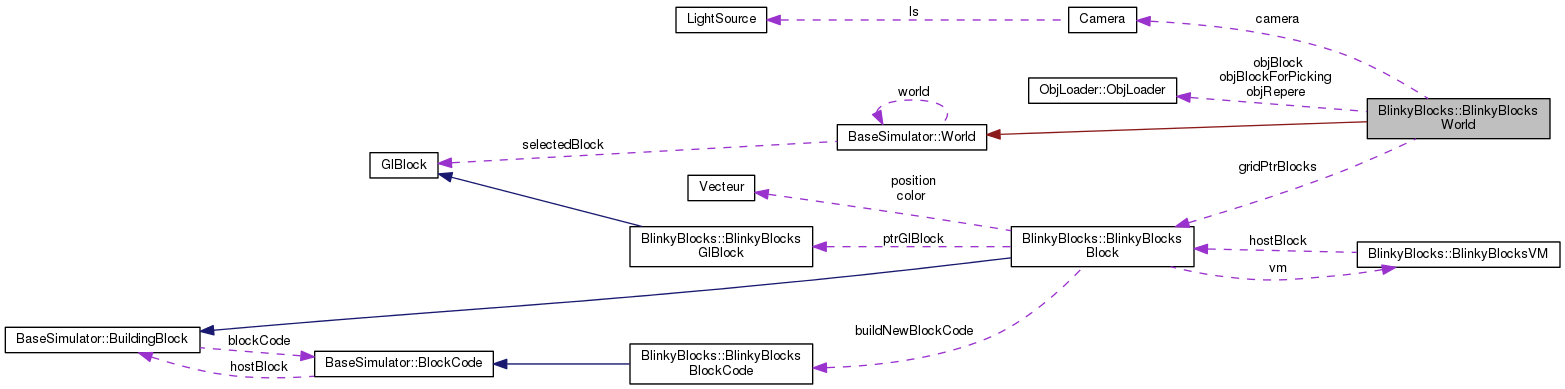 LightSource
ls
Camera
camera
objBlock
objBlockForPicking
objRepere
ObjLoader::ObjLoader
BlinkyBlocks::BlinkyBlocks
World
world
BaseSimulator::World
selectedBlock
GlBlock
gridPtrBlocks
Vecteur
position
color
BlinkyBlocks::BlinkyBlocks
GlBlock
ptrGlBlock
BlinkyBlocks::BlinkyBlocks
Block
hostBlock
vm
BlinkyBlocks::BlinkyBlocksVM
BaseSimulator::BuildingBlock
blockCode
hostBlock
BaseSimulator::BlockCode
BlinkyBlocks::BlinkyBlocks
BlockCode
buildNewBlockCode